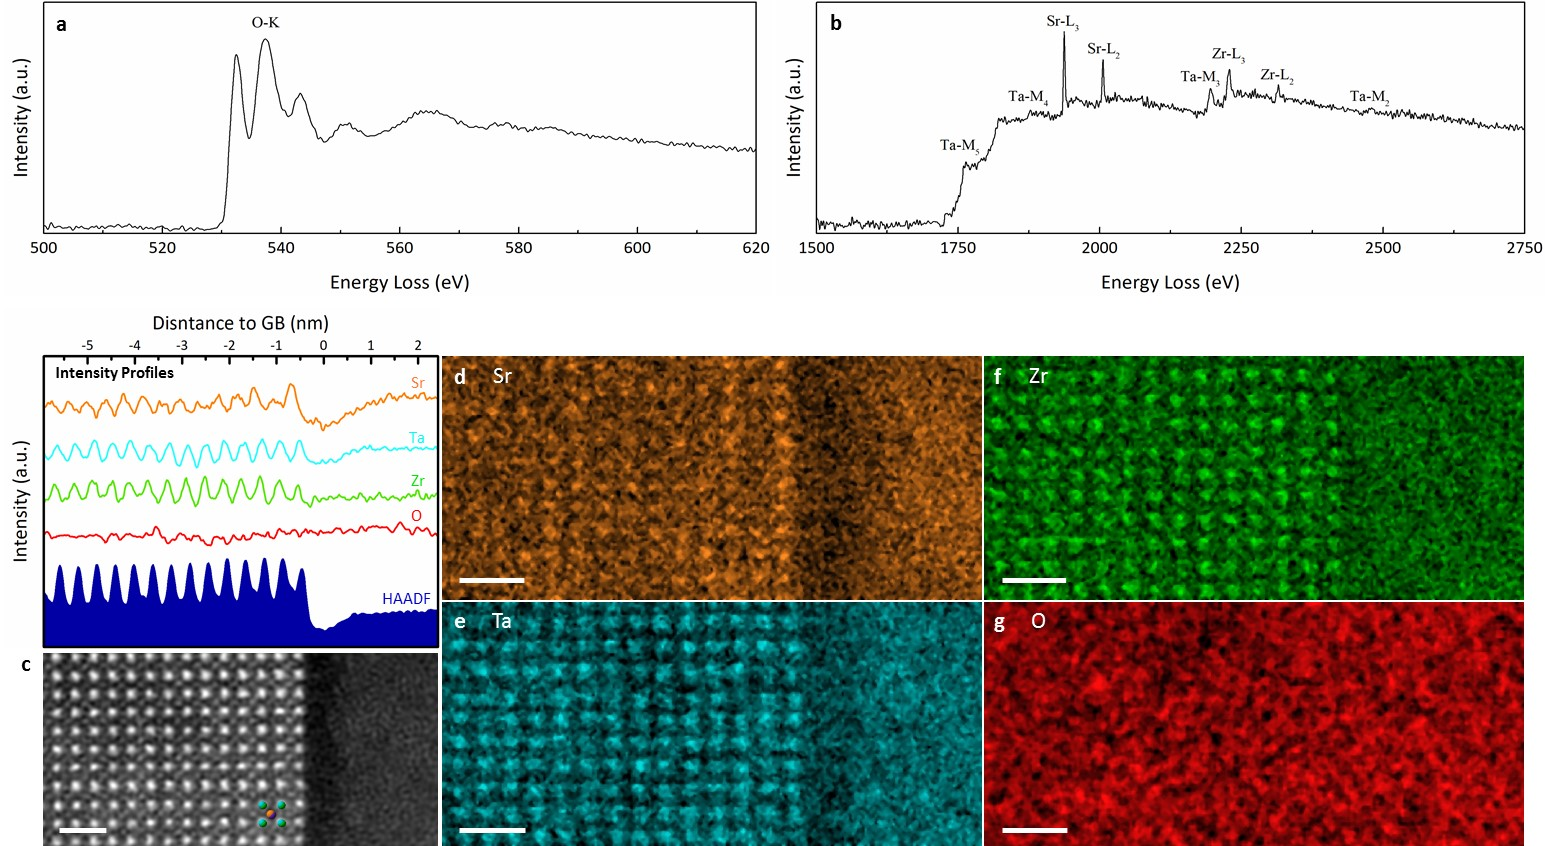 a
O-K
Intensity (a.u.)
500 520 540 560 580 600 620
Energy Loss (eV)
b
Sr-L3
Sr-L2
Zr-L3
Ta-M3
Zr-L2
Ta-M4
Ta-M2
Ta-M5
Intensity (a.u.)
1500 1750 2000 2250 2500 2750
Energy Loss (eV)
Disntance to GB (nm)
-5 -4 -3 -2 -1 0 1 2
Intensity Profiles
Sr
Ta
Zr
O
HAADF
Intensity (a.u.)
c
d Sr
e Ta
f Zr
g O